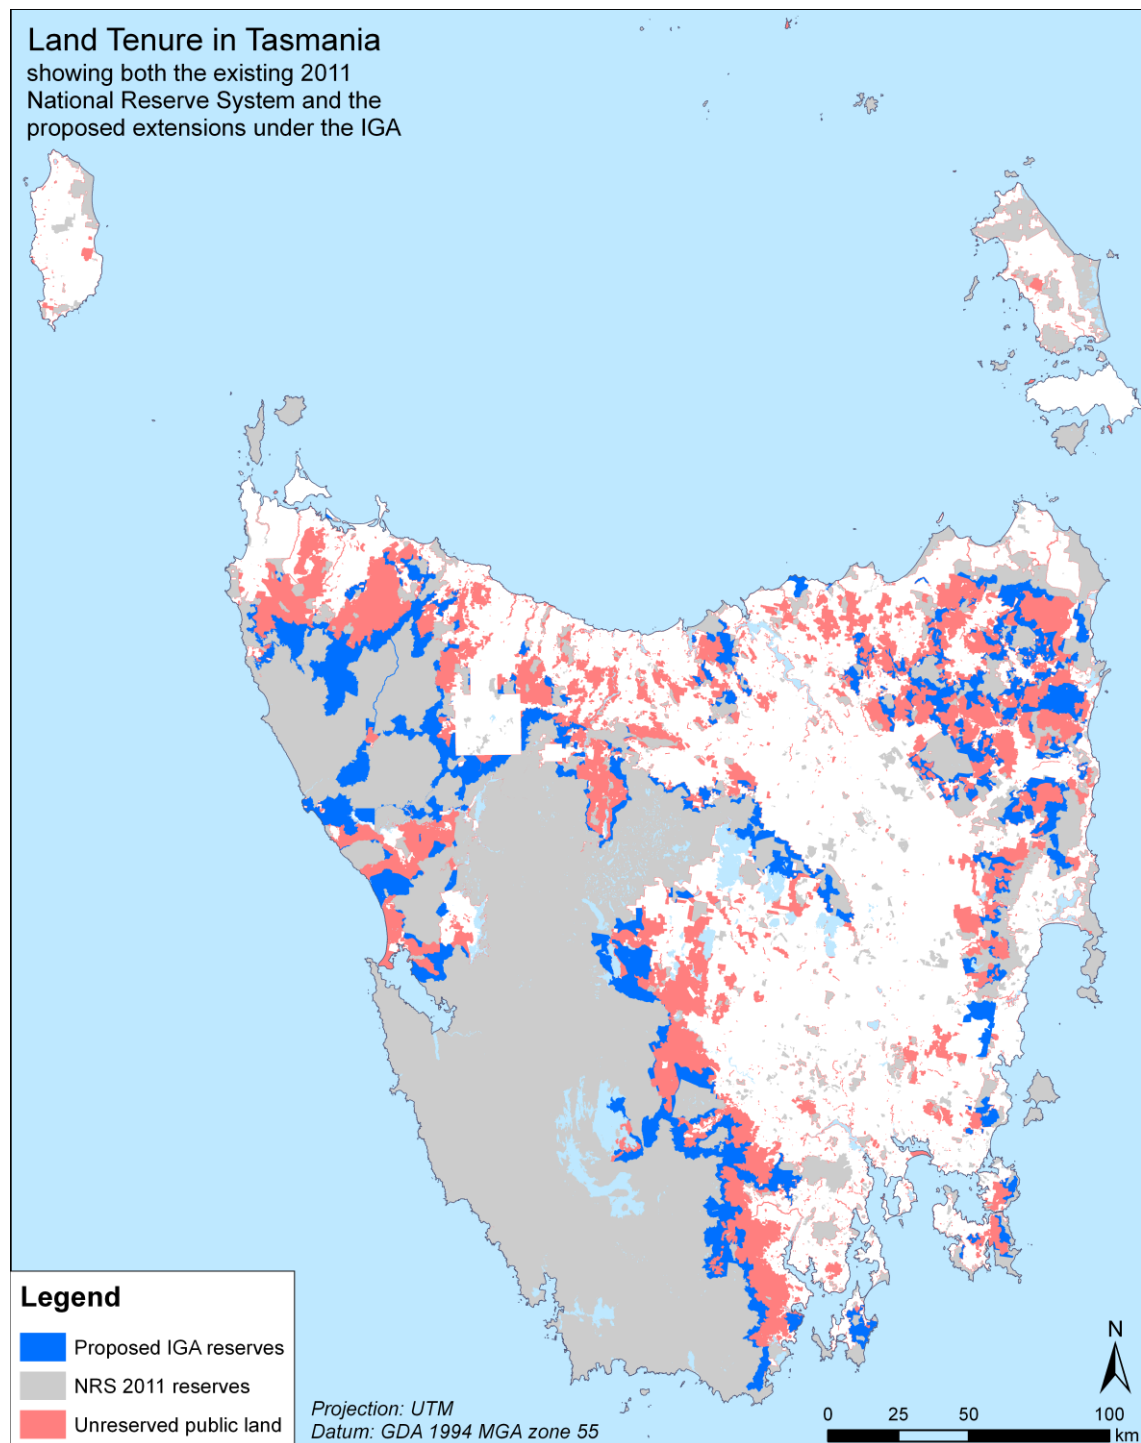 Land Tenure in Tasmania
showing both the existing 2011
National Reserve System and the
proposed extensions under the IGA
Legend
Proposed IGA reserves
NRS 2011 reserves
Unreserved public land
Projection: UTM
Datum: GDA 1994 MGA zone 55
N
0 25 50 100
km